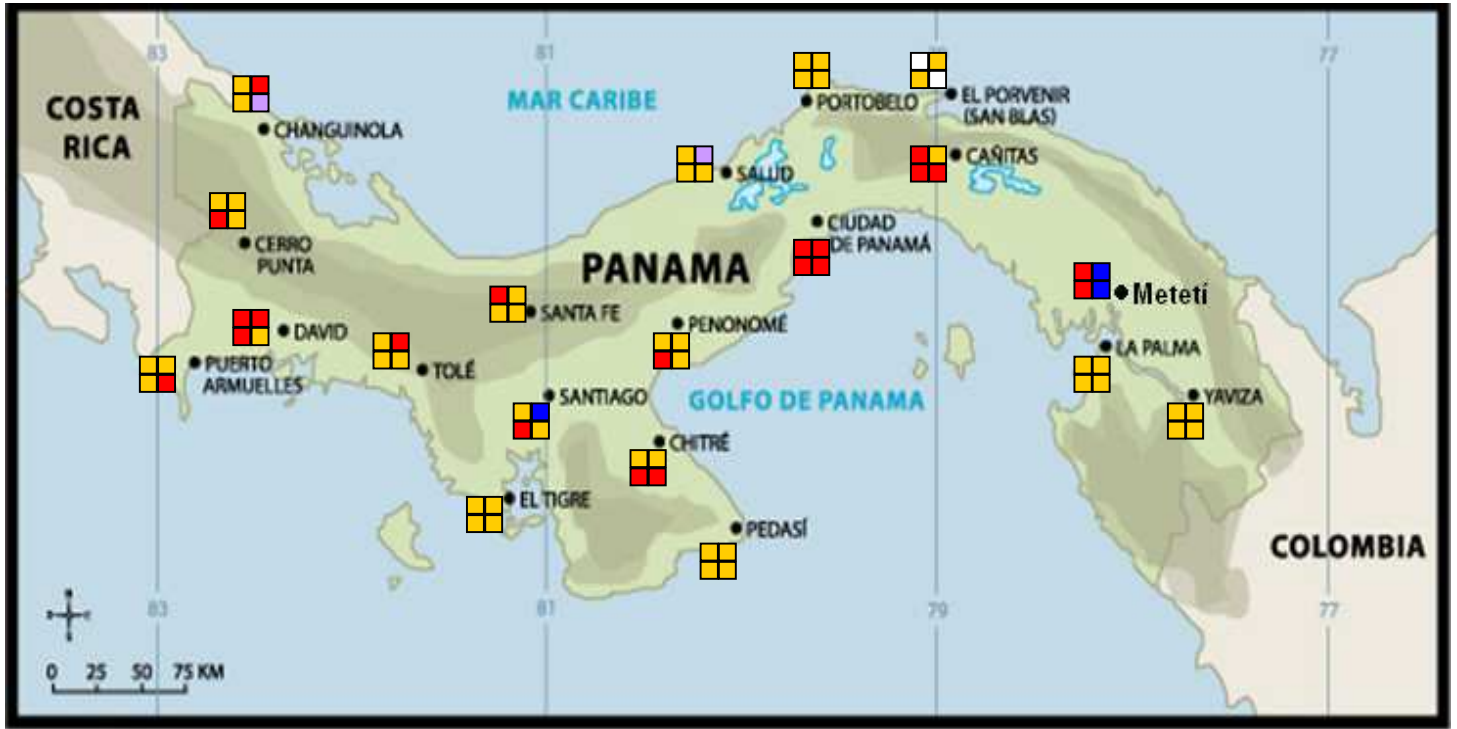 83
81
79
77
COSTA
RICA
MAR CARIBE
PORTOBELO
EL PORVENIR
(SAN BLAS)
CHANGUINOLA
CAÑITAS
SALUD
CIUDAD
DE PANAMÁ
CERRO
PUNTA
PANAMA
Metetí
SANTA FE
PENONOMÉ
DAVID
LA PALMA
PUERTO
ARMUELLES
TOLÉ
SANTIAGO
GOLFO DE PANAMA
YAVIZA
CHITRÉ
EL TIGRE
PEDASÍ
COLOMBIA
83
81
79
77
0 25 50 75 KM